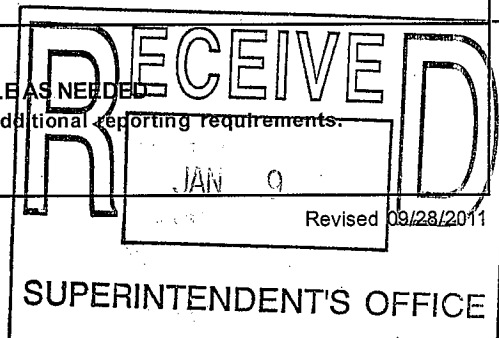 RECEIVED
LE AS NEEDED
dditional reporting requirements.
JAN 9
Revised 09/28/2011
SUPERINTENDENT'S OFFICE